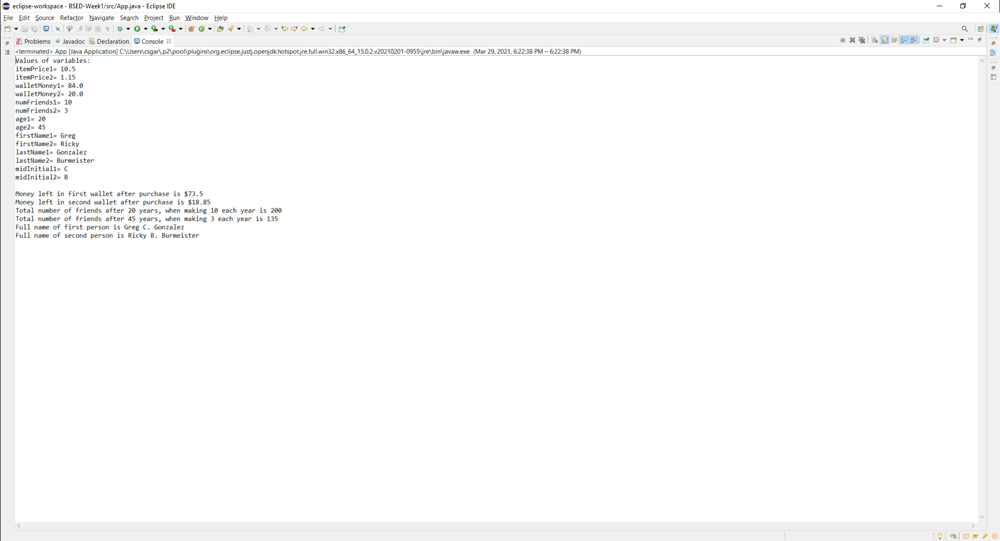 eclipse-workspace - BSED-Week1/src/App.java - Eclipse IDE
File Edit Source Refactor Navigate Search Project Run Window Help
Problems @ Javadoc Declaration Console
<terminated> App [Java Application] C:\Users\csgar\.p2\pool\plugins\org.eclipse.justj.openjdk.hotspot.jre.full.win32.x86_64_15.0.2.v20210201-0955\jre\bin\javaw.exe (Mar 29, 2021, 6:22:38 PM – 6:22:38 PM)
Values of variables:
itemPrice1= 10.5
itemPrice2= 1.15
walletMoney1= 84.0
walletMoney2= 20.0
numFriends1= 10
numFriends2= 3
age1= 20
age2= 45
firstName1= Greg
firstName2= Ricky
lastName1= Gonzalez
lastName2= Burmeister
midInitial1= C
midInitial2= B
Money left in first wallet after purchase is $73.5
Money left in second wallet after purchase is $18.85
Total number of friends after 20 years, when making 10 each year is 200
Total number of friends after 45 years, when making 3 each year is 135
Full name of first person is Greg C. Gonzalez
Full name of second person is Ricky B. Burmeister